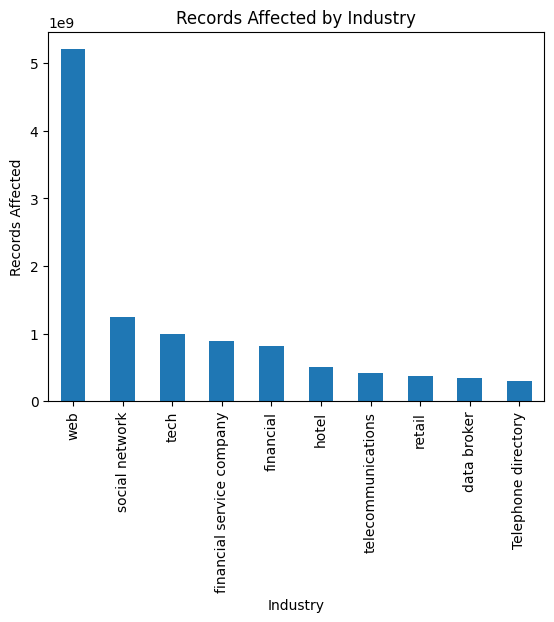 Records Affected by Industry
1e9
5
4
3
2
1
0
Records Affected
web
social network
tech
financial service company
financial
hotel
telecommunications
retail
data broker
Telephone directory
Industry